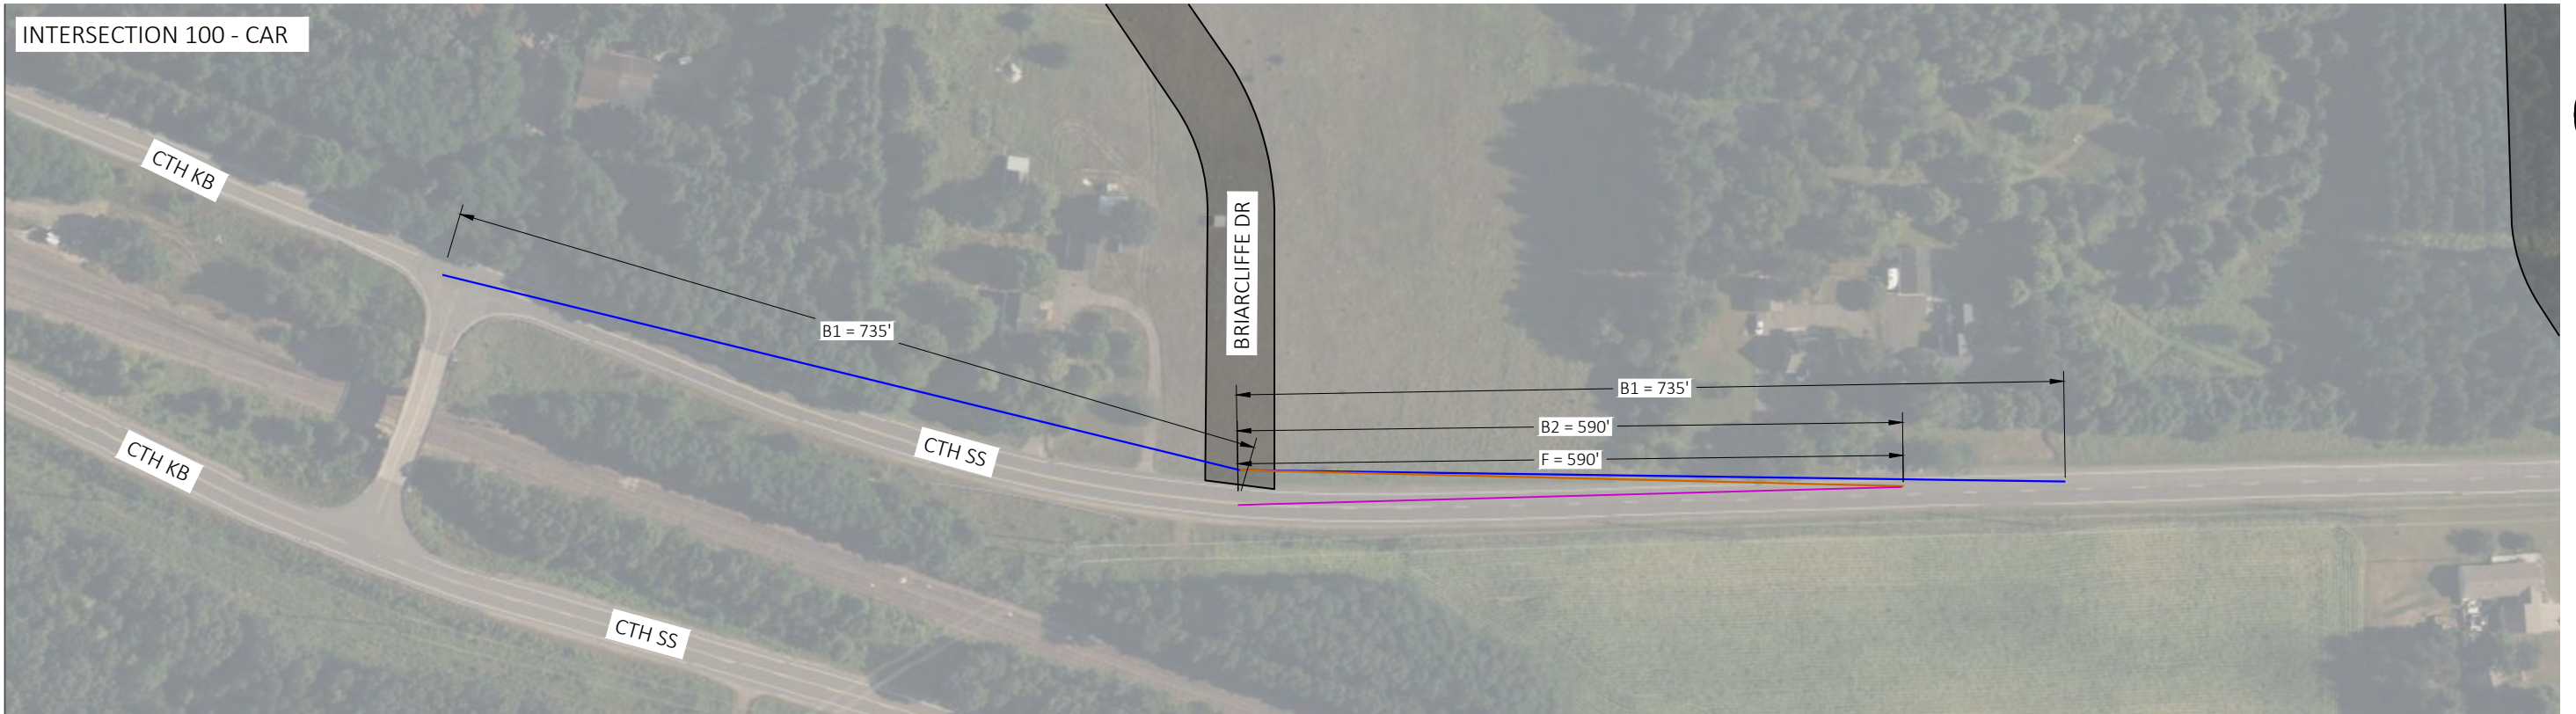 INTERSECTION 100 - CAR
CTH KB
BRIARCLIFFE DR
B1 = 735'
B1 = 735'
B2 = 590'
CTH SS
F = 590'
CTH KB
CTH SS